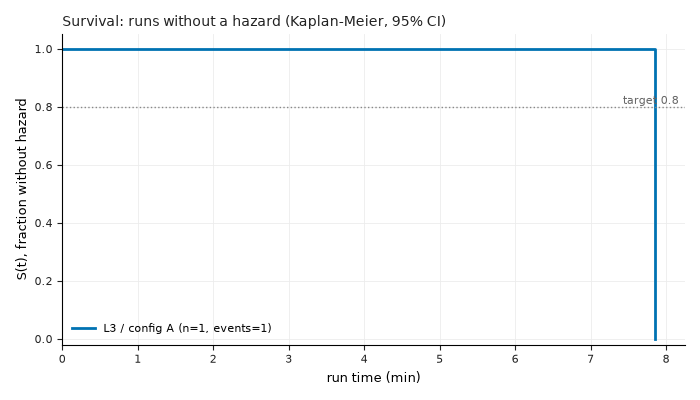 Survival: runs without a hazard (Kaplan-Meier, 95% CI)
S(t), fraction without hazard
1.0
0.8
0.6
0.4
0.2
0.0
target 0.8
L3 / config A (n=1, events=1)
0 1 2 3 4 5 6 7 8
run time (min)